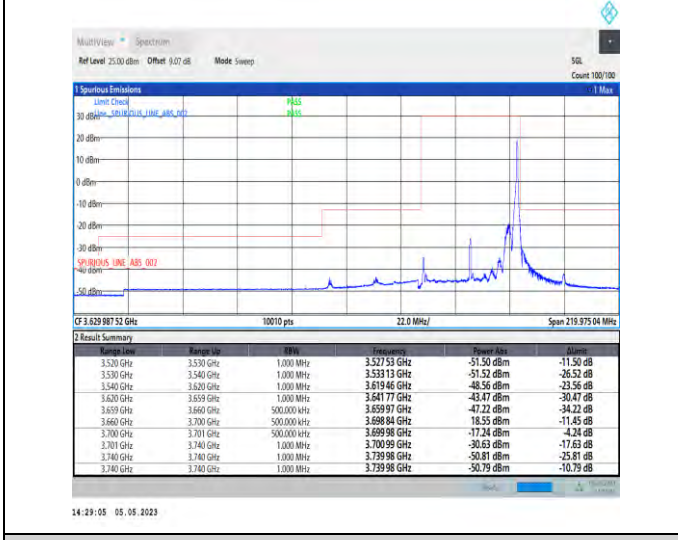 MultiView Spectrum
Ref Level 25.00 dBm Offset 9.07 dB Mode Sweep SGL
Count 100/100
1 Spurious Emissions 1 Max
Limit Check PASS
Line _SPURIOUS_LINE_ABS_002 PASS
30 dBm
20 dBm
10 dBm
0 dBm
-10 dBm
-20 dBm
-30 dBm
SPURIOUS_LINE_ABS_002
-40 dBm
-50 dBm
CF 3.629 987 52 GHz 10010 pts 22.0 MHz/ Span 219.975 04 MHz
2 Result Summary
Range Low Range Up RBW Frequency Power Abs ΔLimit
3.520 GHz 3.530 GHz 1.000 MHz 3.527 53 GHz -51.50 dBm -11.50 dB
3.530 GHz 3.540 GHz 1.000 MHz 3.533 13 GHz -51.52 dBm -26.52 dB
3.540 GHz 3.620 GHz 1.000 MHz 3.619 46 GHz -48.56 dBm -23.56 dB
3.620 GHz 3.659 GHz 1.000 MHz 3.641 77 GHz -43.47 dBm -30.47 dB
3.659 GHz 3.660 GHz 500.000 kHz 3.659 97 GHz -47.22 dBm -34.22 dB
3.660 GHz 3.700 GHz 500.000 kHz 3.698 84 GHz 18.55 dBm -11.45 dB
3.700 GHz 3.701 GHz 500.000 kHz 3.699 98 GHz -17.24 dBm -4.24 dB
3.701 GHz 3.740 GHz 1.000 MHz 3.700 99 GHz -30.63 dBm -17.63 dB
3.740 GHz 3.740 GHz 1.000 MHz 3.739 98 GHz -50.81 dBm -25.81 dB
3.740 GHz 3.740 GHz 1.000 MHz 3.739 98 GHz -50.79 dBm -10.79 dB
14:29:05 05.05.2023